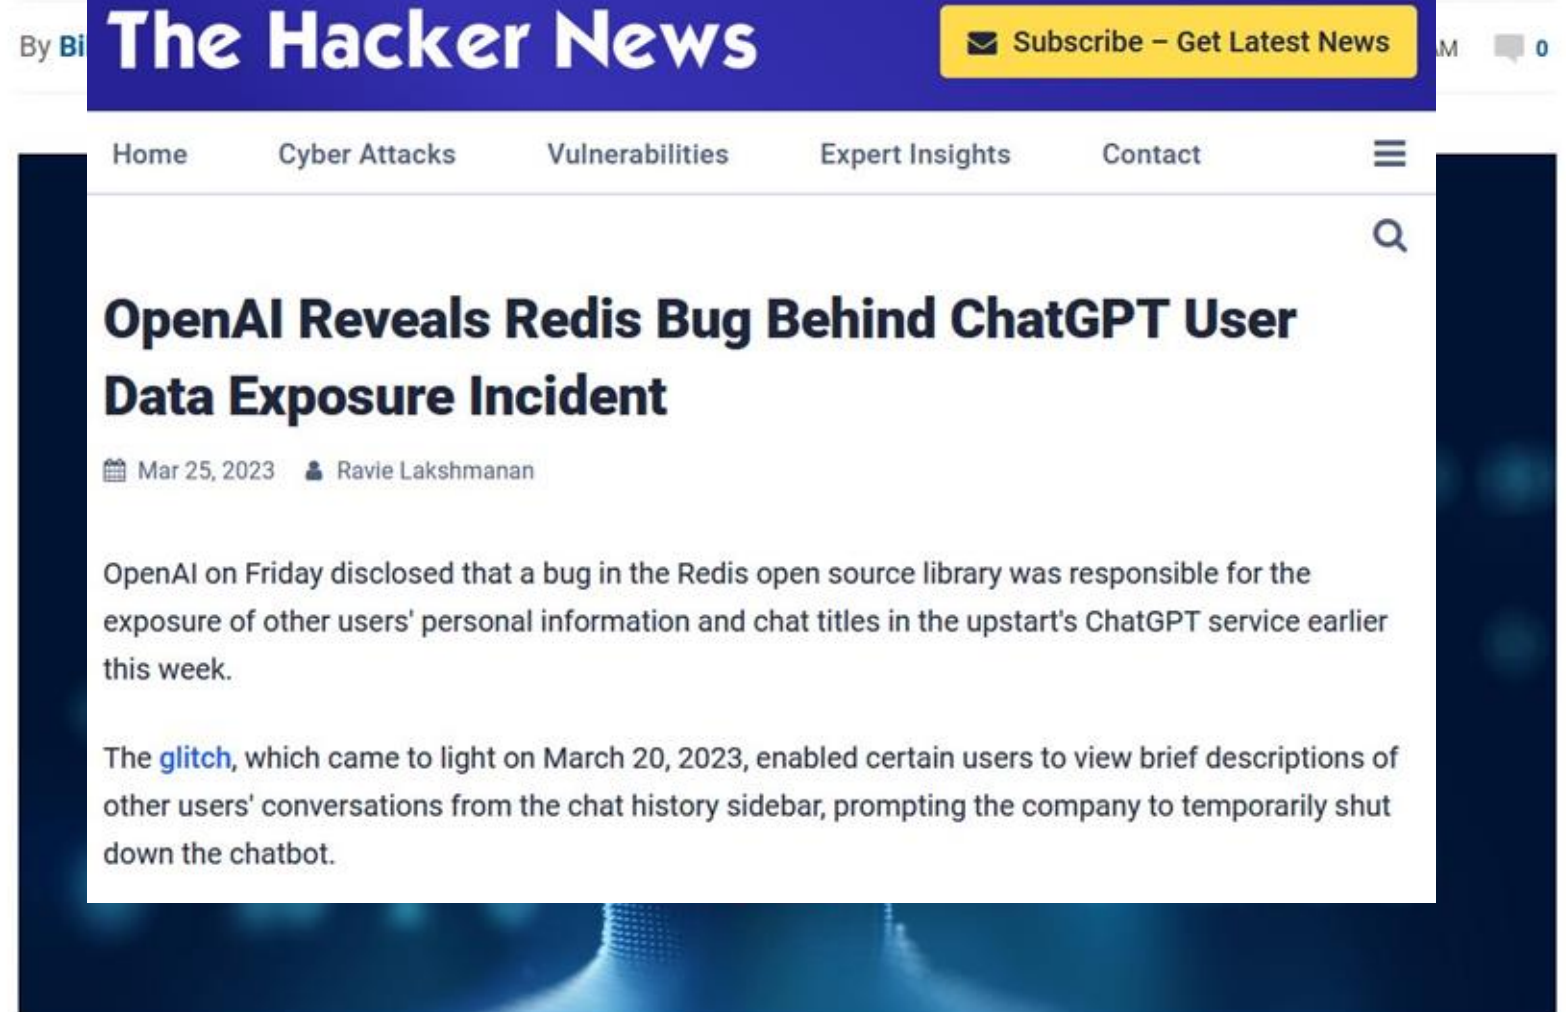 By Bi
The Hacker News
Subscribe – Get Latest News
M
0
Home Cyber Attacks Vulnerabilities Expert Insights Contact
OpenAI Reveals Redis Bug Behind ChatGPT User
Data Exposure Incident
Mar 25, 2023 Ravie Lakshmanan
OpenAI on Friday disclosed that a bug in the Redis open source library was responsible for the
exposure of other users' personal information and chat titles in the upstart's ChatGPT service earlier
this week.
The glitch, which came to light on March 20, 2023, enabled certain users to view brief descriptions of
other users' conversations from the chat history sidebar, prompting the company to temporarily shut
down the chatbot.